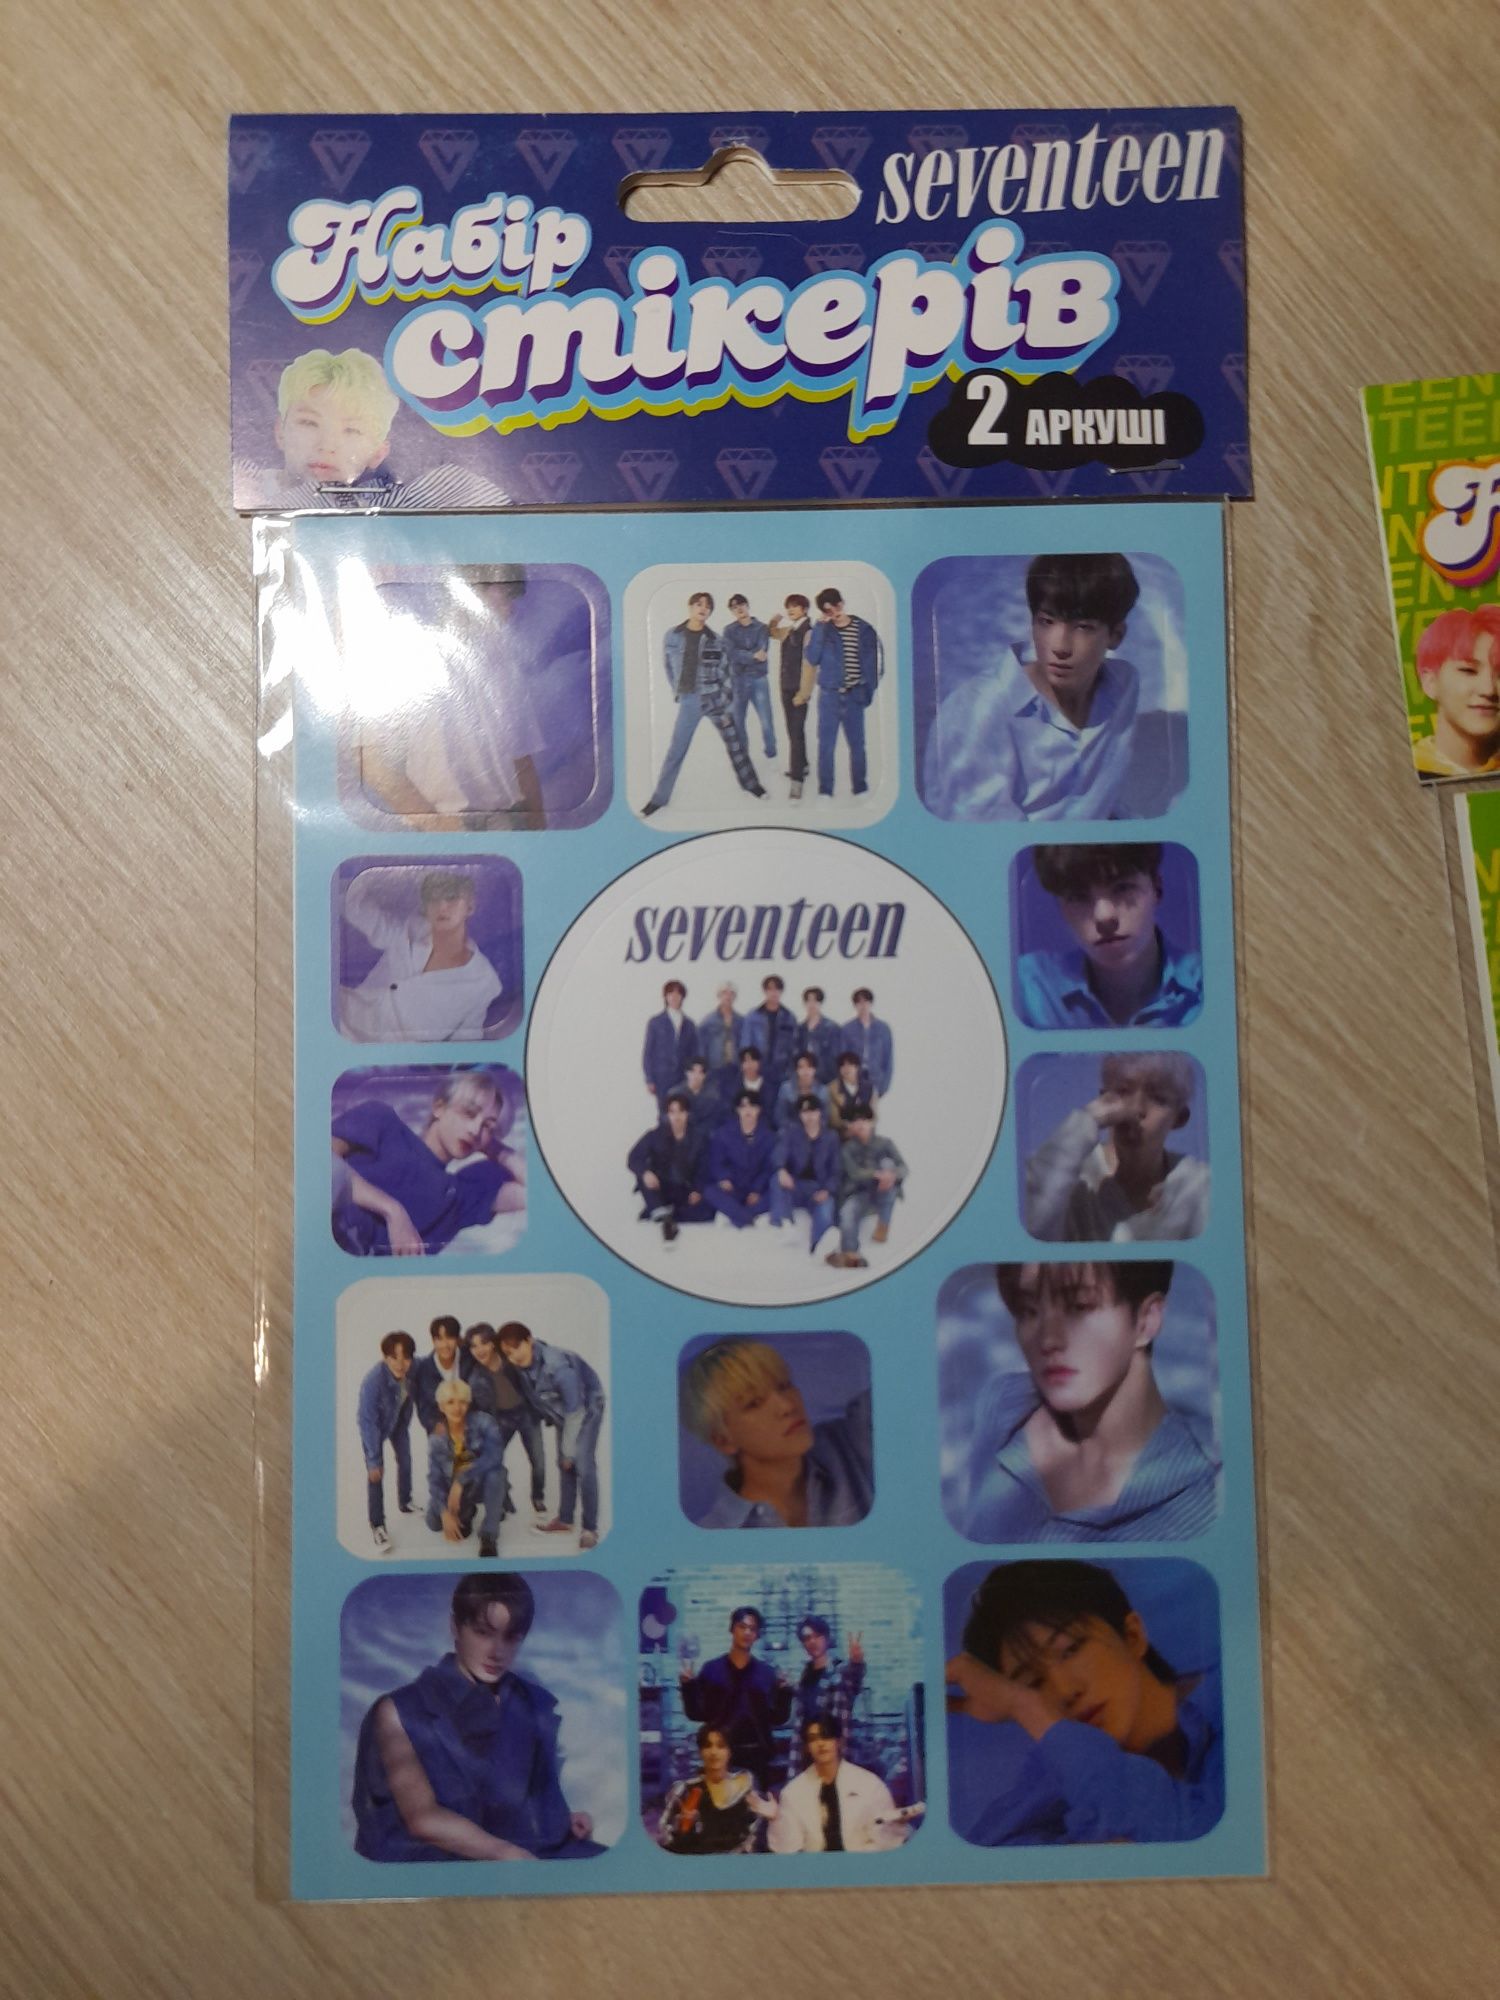 seventeen
Набір
стікерів
2 АРКУШІ
seventeen